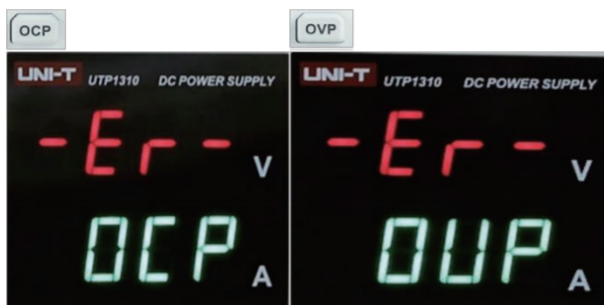 OCP
UNI-T UTP1310 DC POWER SUPPLY
-Er- V
OCP A
OVP
UNI-T UTP1310 DC POWER SUPPLY
-Er- V
OUP A